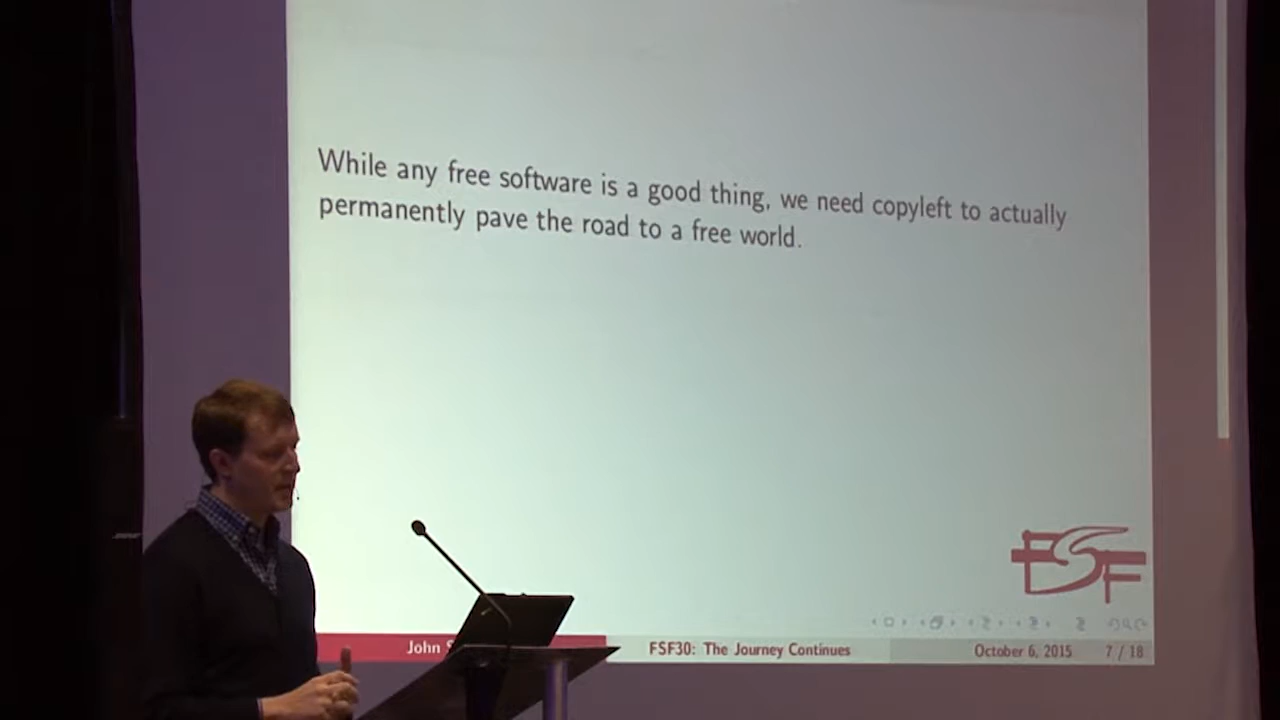 While any free software is a good thing, we need copyleft to actually
permanently pave the road to a free world.
FSF
John
FSF30: The Journey Continues
October 6, 2015
7 / 18